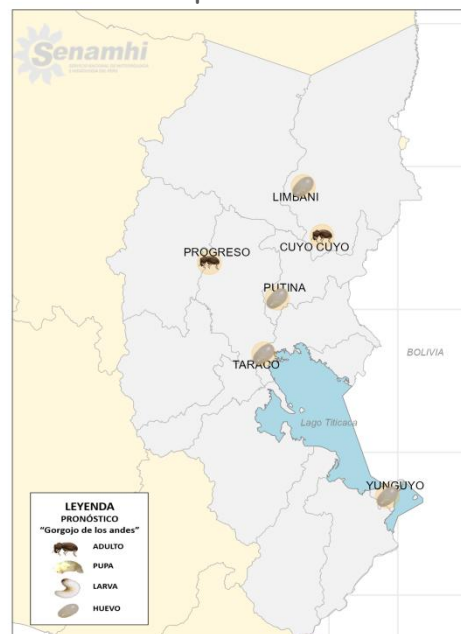 Senamhi
LIMBANI
CUYO CUYO
PROGRESO
PUTINA
TARACO
BOLIVIA
Lago Titicaca
YUNGUYO
LEYENDA
PRONÓSTICO
"Gorgojo de los andes"
ADULTO
PUPA
LARVA
HUEVO